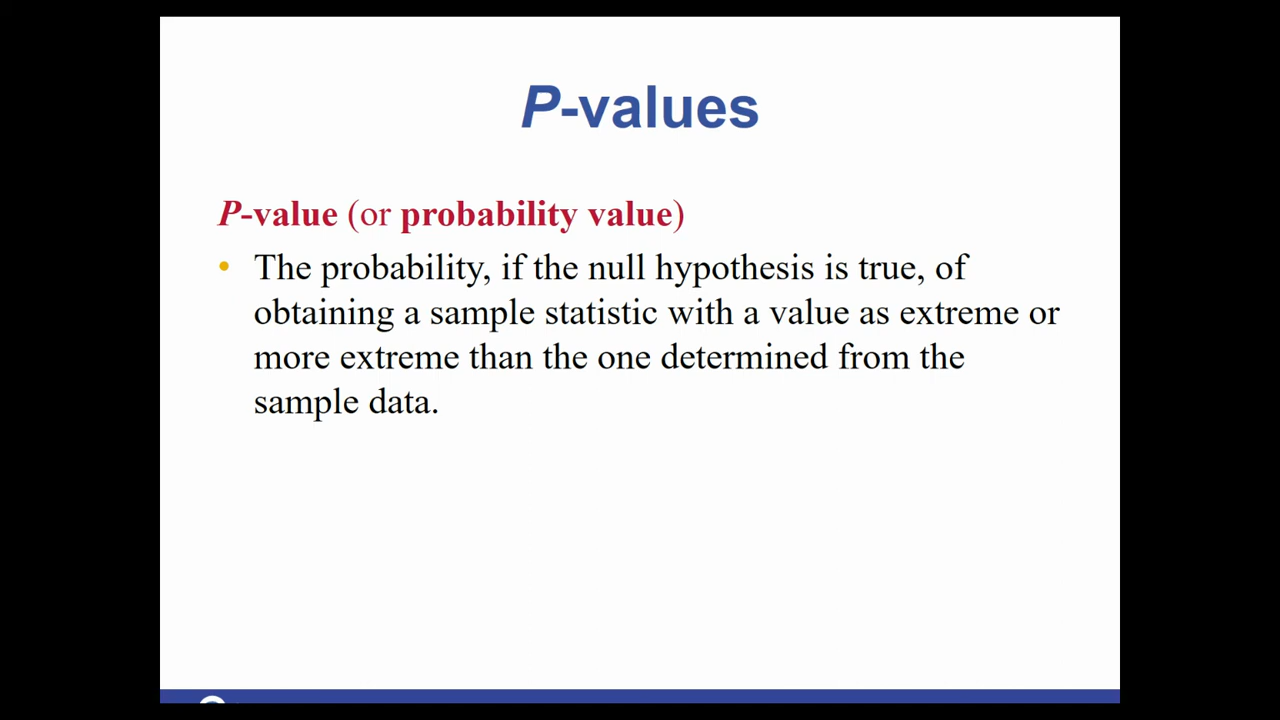 P-values
P-value (or probability value)
• The probability, if the null hypothesis is true, of
obtaining a sample statistic with a value as extreme or
more extreme than the one determined from the
sample data.